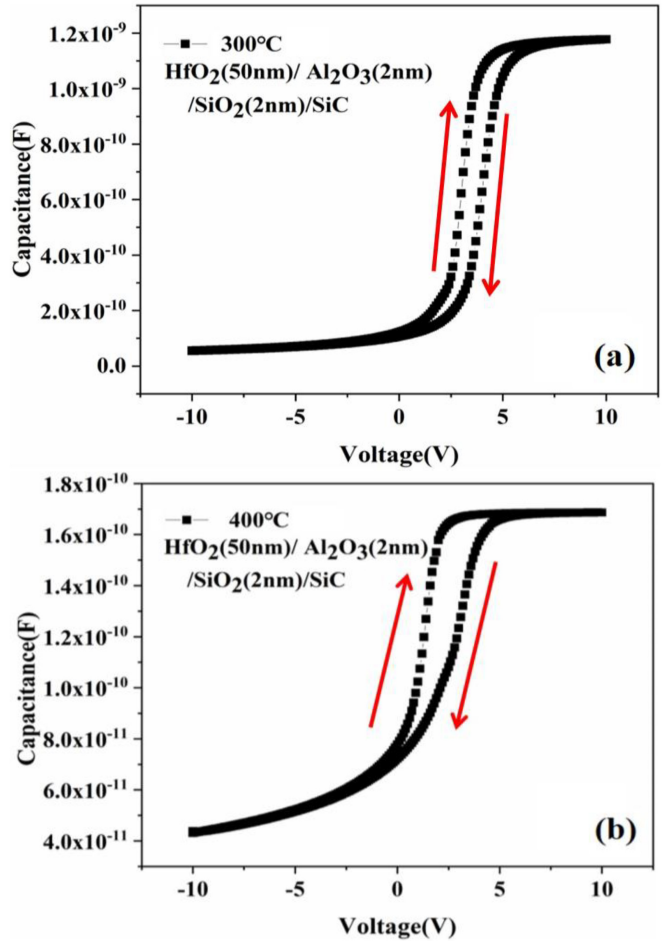 1.2x10⁻⁹
300°C
HfO₂(50nm)/ Al₂O₃(2nm)
/SiO₂(2nm)/SiC
1.0x10⁻⁹
8.0x10⁻¹⁰
6.0x10⁻¹⁰
4.0x10⁻¹⁰
2.0x10⁻¹⁰
0.0
Capacitance(F)
(a)
-10 -5 0 5 10
Voltage(V)
1.8x10⁻¹⁰
400°C
HfO₂(50nm)/ Al₂O₃(2nm)
/SiO₂(2nm)/SiC
1.6x10⁻¹⁰
1.4x10⁻¹⁰
1.2x10⁻¹⁰
1.0x10⁻¹⁰
8.0x10⁻¹¹
6.0x10⁻¹¹
4.0x10⁻¹¹
Capacitance(F)
(b)
-10 -5 0 5 10
Voltage(V)